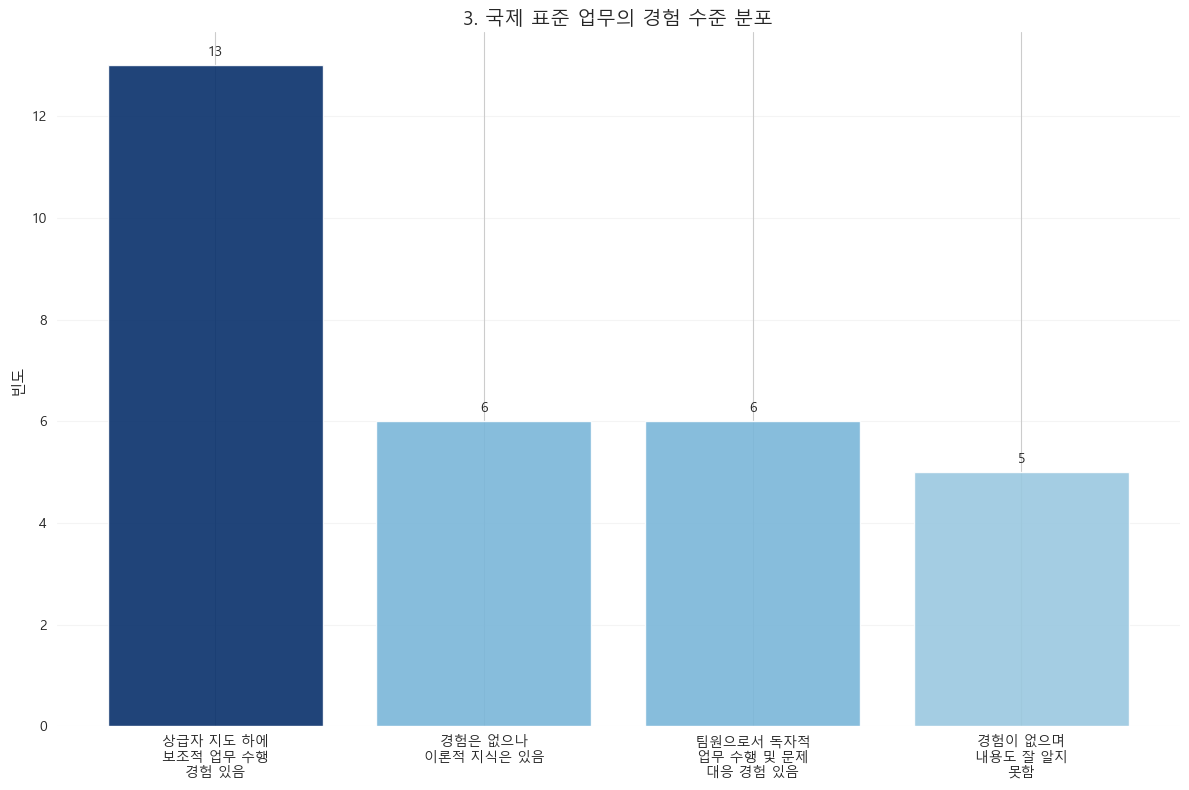 3. 국제 표준 업무의 경험 수준 분포
13
12
10
8
빈도
6
6
6
5
4
2
0
상급자 지도 하에
보조적 업무 수행
경험 있음
경험은 없으나
이론적 지식은 있음
팀원으로서 독자적
업무 수행 및 문제
대응 경험 있음
경험이 없으며
내용도 잘 알지
못함